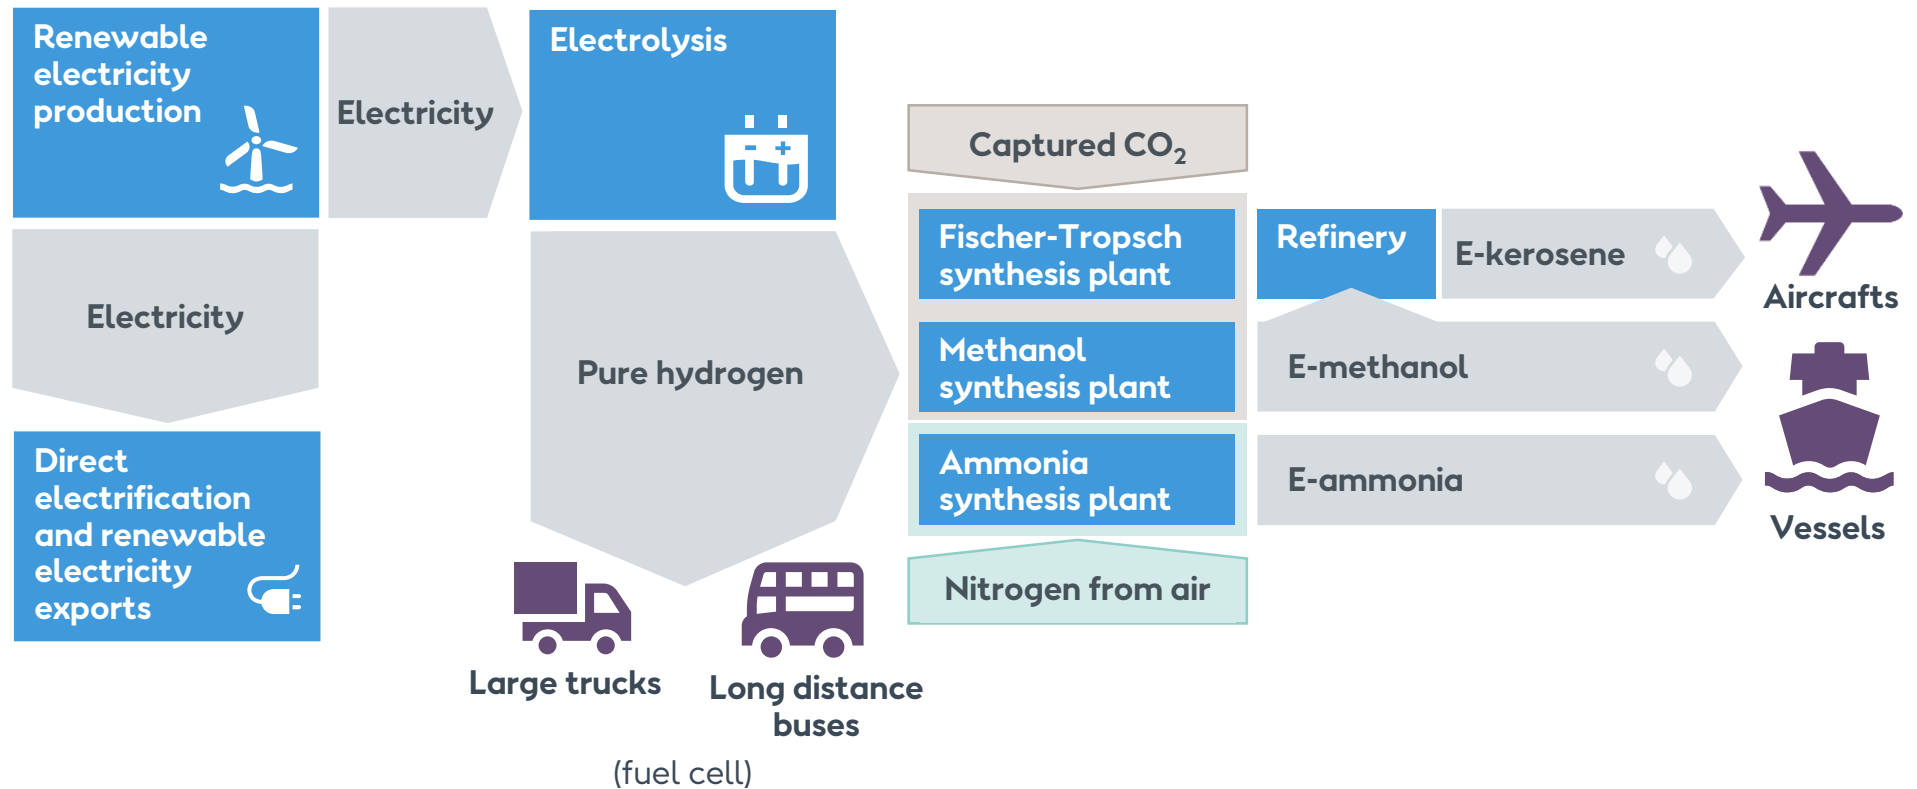 Renewable
electricity
production
Electricity
Electrolysis
Electricity
Direct
electrification
and renewable
electricity
exports
Pure hydrogen
Large trucks
Long distance
buses
(fuel cell)
Captured CO₂
Fischer-Tropsch
synthesis plant
Methanol
synthesis plant
Ammonia
synthesis plant
Nitrogen from air
Refinery
E-kerosene
E-methanol
E-ammonia
Aircrafts
Vessels